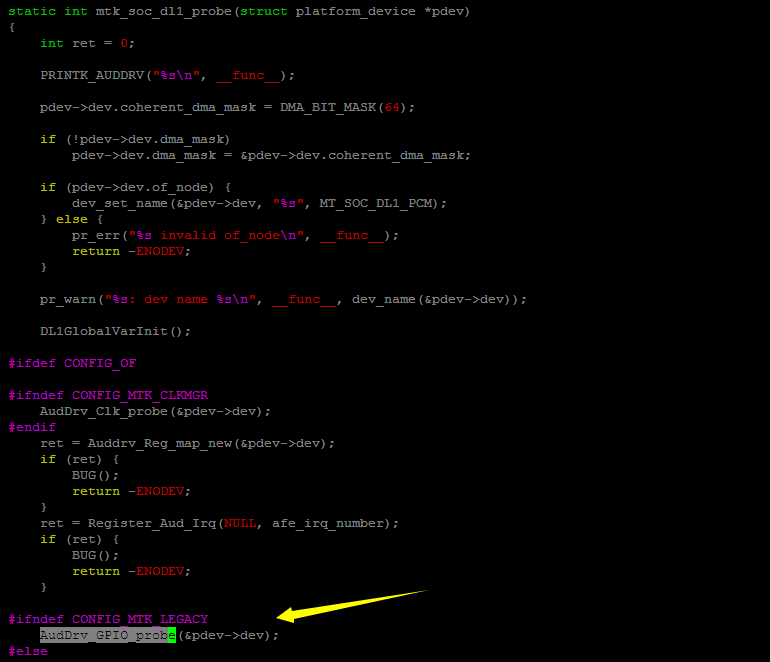 static int mtk_soc_dl1_probe(struct platform_device *pdev)
{
    int ret = 0;
    PRINTK_AUDDRV("%s\n", __func__);
    pdev->dev.coherent_dma_mask = DMA_BIT_MASK(64);
    if (!pdev->dev.dma_mask)
        pdev->dev.dma_mask = &pdev->dev.coherent_dma_mask;
    if (pdev->dev.of_node) {
        dev_set_name(&pdev->dev, "%s", MT_SOC_DL1_PCM);
    } else {
        pr_err("%s invalid of_node\n", __func__);
        return -ENODEV;
    }
    pr_warn("%s: dev name %s\n", __func__, dev_name(&pdev->dev));
    DL1GlobalVarInit();
#ifdef CONFIG_OF
#ifndef CONFIG_MTK_CLKMGR
    AudDrv_Clk_probe(&pdev->dev);
#endif
    ret = Auddrv_Reg_map_new(&pdev->dev);
    if (ret) {
        BUG();
        return -ENODEV;
    }
    ret = Register_Aud_Irq(NULL, afe_irq_number);
    if (ret) {
        BUG();
        return -ENODEV;
    }
#ifndef CONFIG_MTK_LEGACY
    AudDrv_GPIO_probe(&pdev->dev);
#else